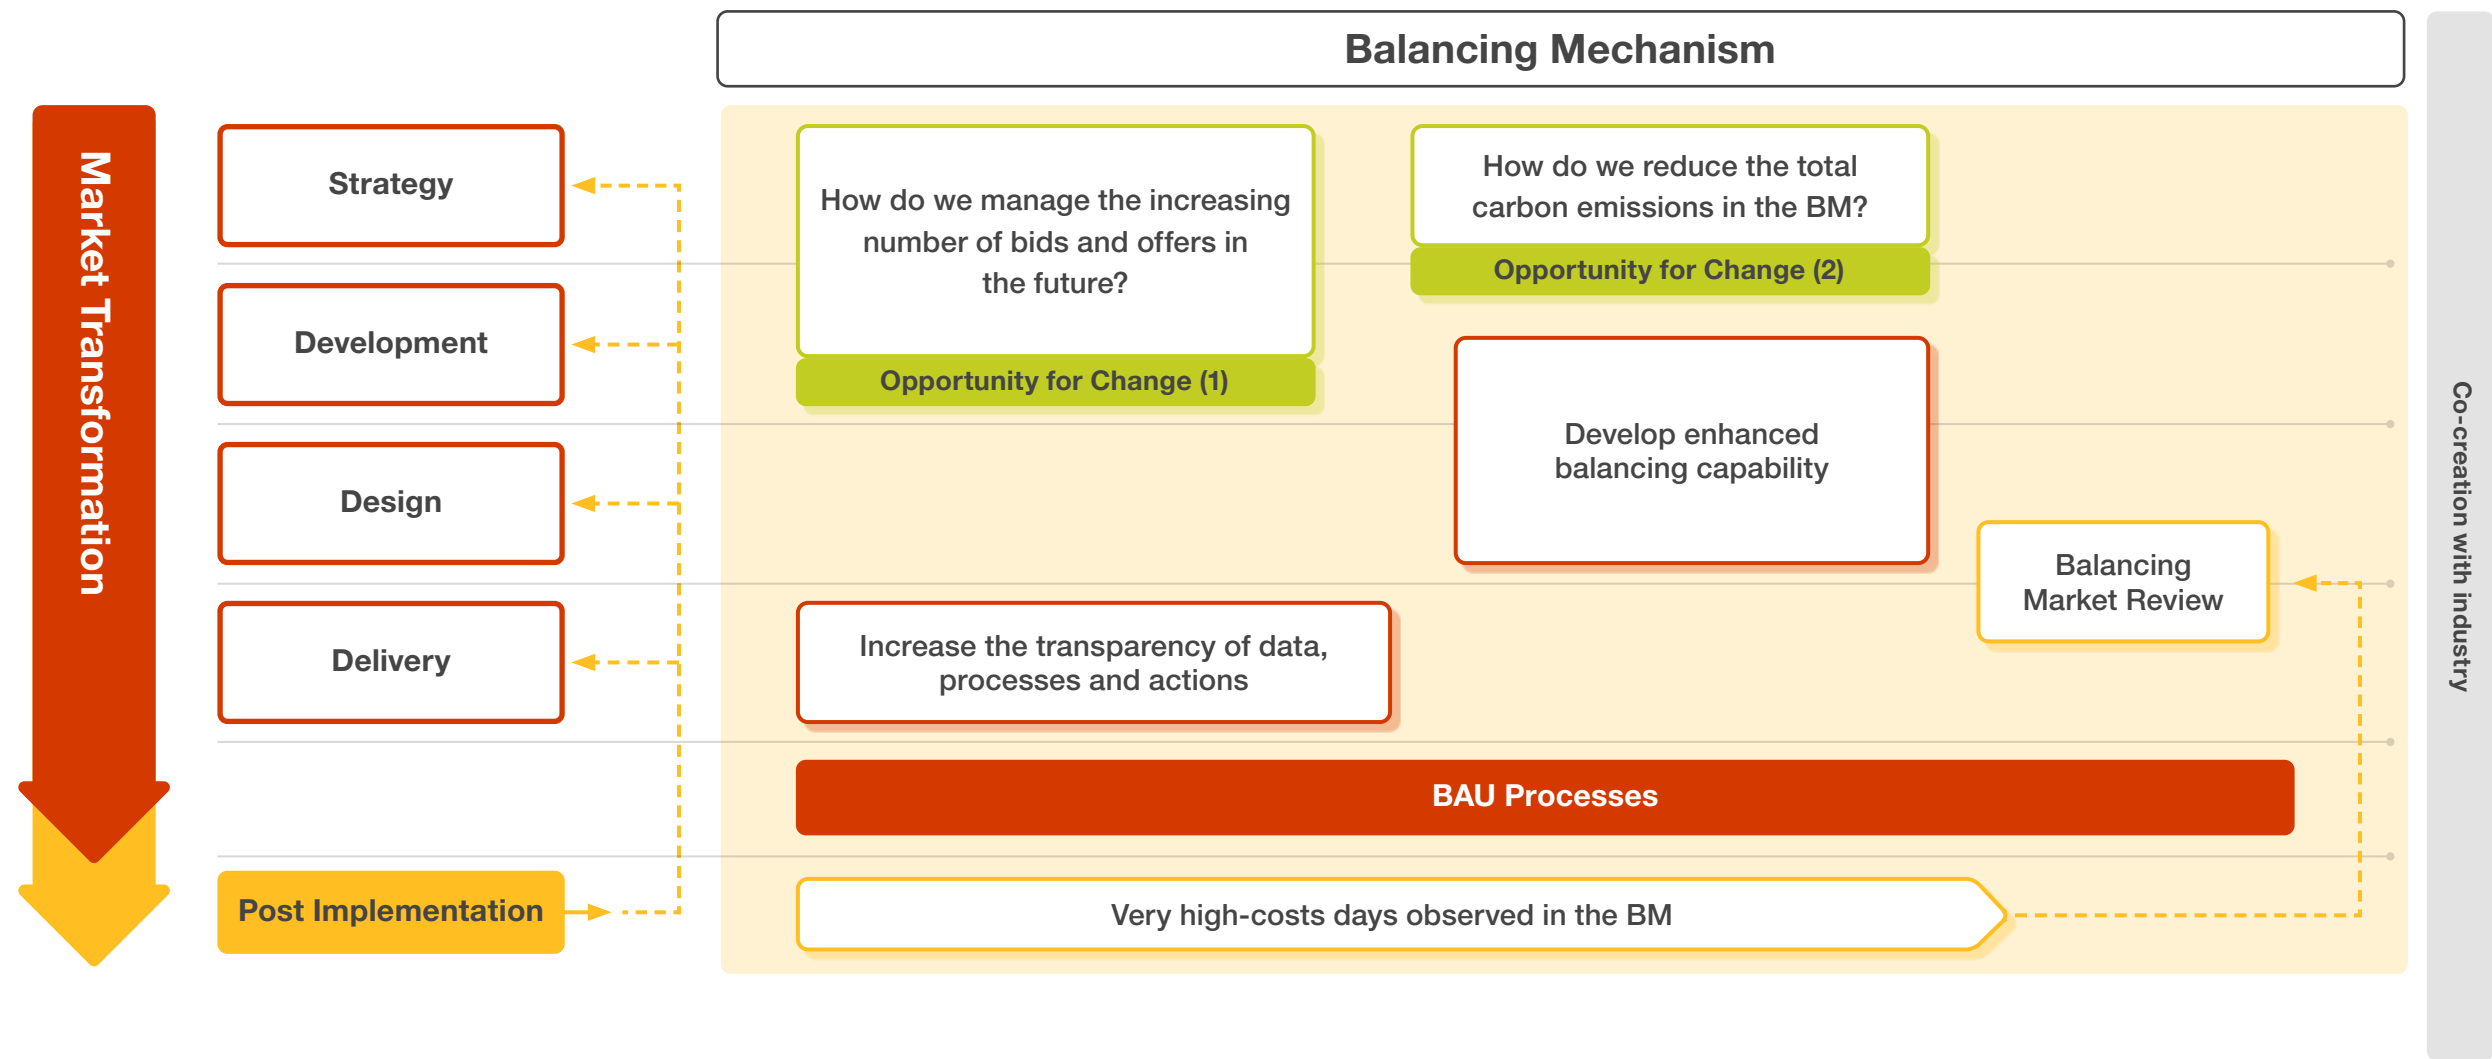 Balancing Mechanism
Market Transformation
Strategy
Development
Design
Delivery
Post Implementation
How do we manage the increasing
number of bids and offers in
the future?
Opportunity for Change (1)
How do we reduce the total
carbon emissions in the BM?
Opportunity for Change (2)
Develop enhanced
balancing capability
Balancing
Market Review
Increase the transparency of data,
processes and actions
BAU Processes
Very high-costs days observed in the BM
Co-creation with industry